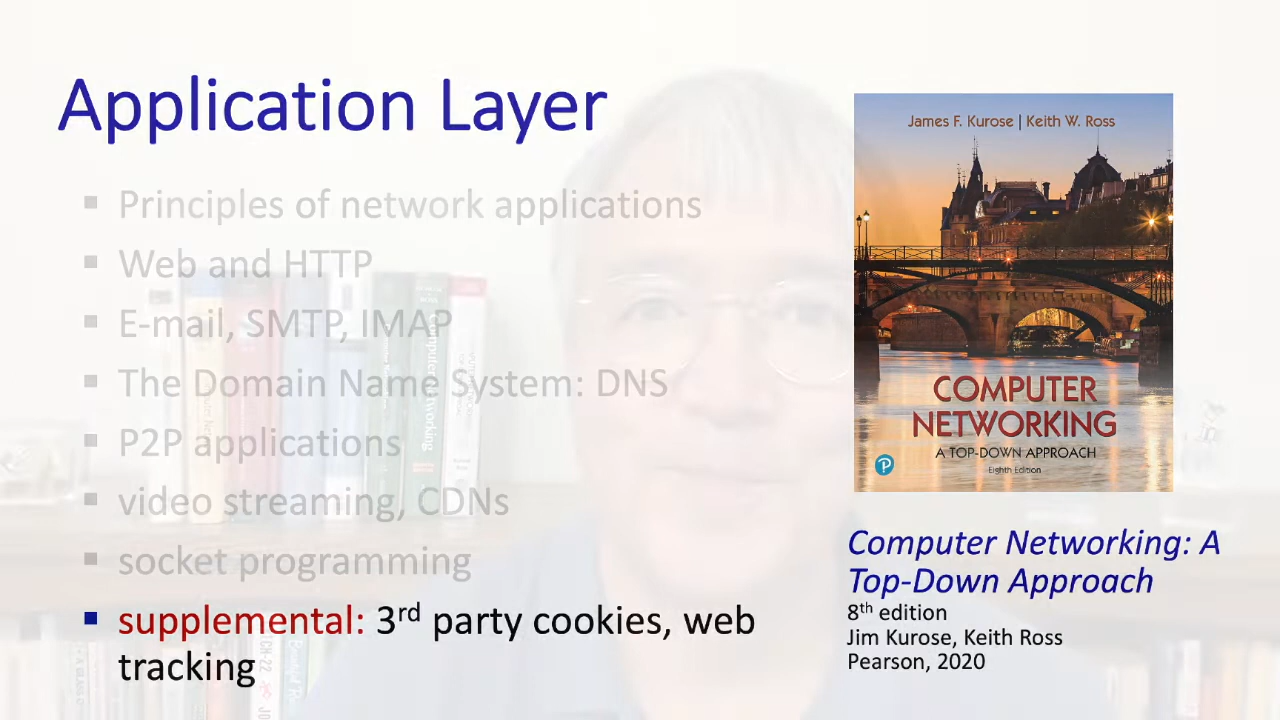 Application Layer
Principles of network applications
Web and HTTP
E-mail, SMTP, IMAP
The Domain Name System: DNS
P2P applications
video streaming, CDNs
socket programming
supplemental: 3rd party cookies, web
tracking
James F. Kurose | Keith W. Ross
COMPUTER
NETWORKING
A TOP-DOWN APPROACH
Eighth Edition
P
Computer Networking: A
Top-Down Approach
8th edition
Jim Kurose, Keith Ross
Pearson, 2020